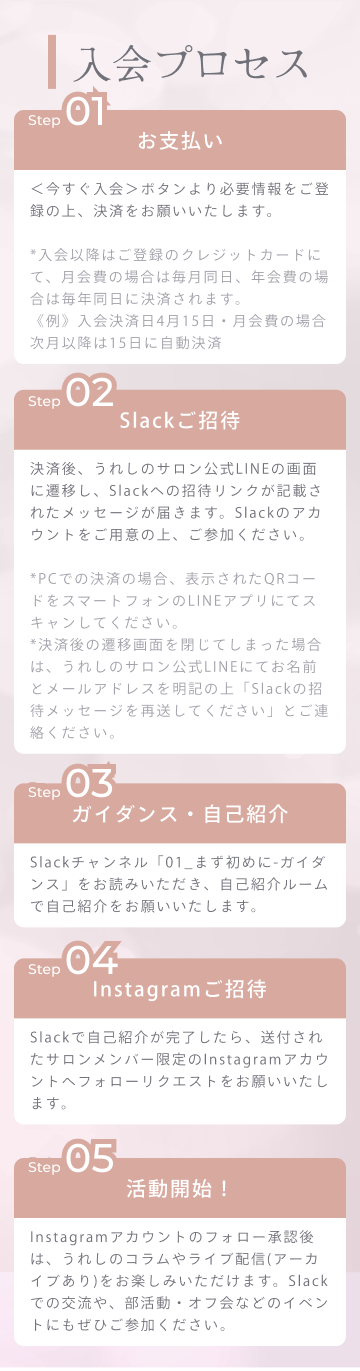 入会プロセス
Step 01
お支払い
＜今すぐ入会＞ボタンより必要情報をご登
録の上、決済をお願いいたします。
*入会以降はご登録のクレジットカードに
て、月会費の場合は毎月同日、年会費の場
合は毎年同日に決済されます。
《例》入会決済日4月15日・月会費の場合
次月以降は15日に自動決済
Step 02
Slackご招待
決済後、うれしのサロン公式LINEの画面
に遷移し、Slackへの招待リンクが記載さ
れたメッセージが届きます。Slackのアカ
ウントをご用意の上、ご参加ください。
*PCでの決済の場合、表示されたQRコー
ドをスマートフォンのLINEアプリにてス
キャンしてください。
*決済後の遷移画面を閉じてしまった場合
は、うれしのサロン公式LINEにてお名前
とメールアドレスを明記の上「Slackの招
待メッセージを再送してください」とご連
絡ください。
Step 03
ガイダンス・自己紹介
Slackチャンネル「01_まず初めに-ガイダ
ンス」をお読みいただき、自己紹介ルーム
で自己紹介をお願いいたします。
Step 04
Instagramご招待
Slackで自己紹介が完了したら、送付され
たサロンメンバー限定のInstagramアカウ
ントへフォローリクエストをお願いいたし
ます。
Step 05
活動開始！
Instagramアカウントのフォロー承認後
は、うれしのコラムやライブ配信(アーカ
イブあり)をお楽しみいただけます。Slack
での交流や、部活動・オフ会などのイベン
トにもぜひご参加ください。